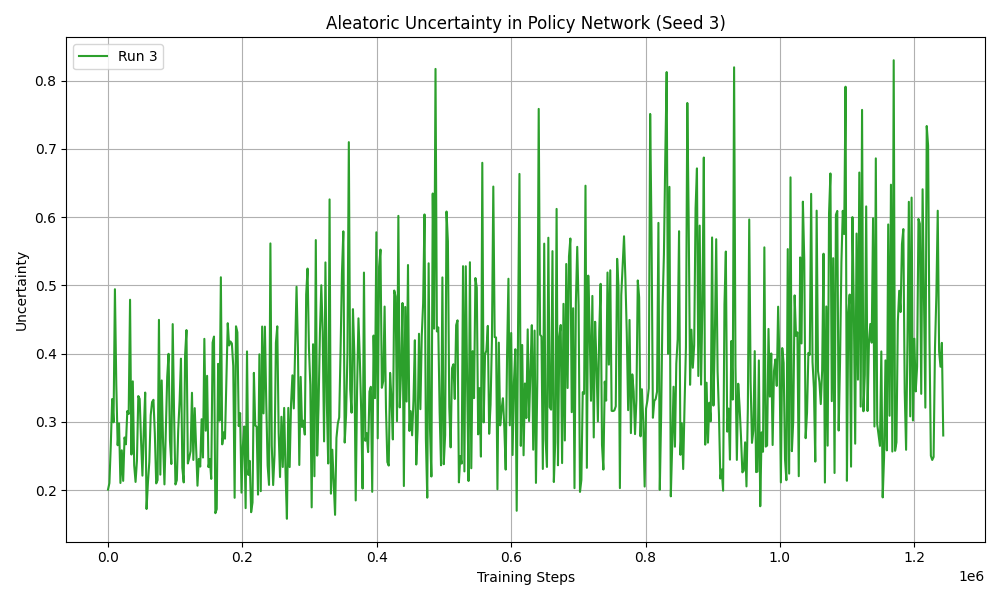 Aleatoric Uncertainty in Policy Network (Seed 3)
Run 3
0.8
0.7
0.6
0.5
0.4
0.3
0.2
Uncertainty
0.0 0.2 0.4 0.6 0.8 1.0 1.2
1e6
Training Steps